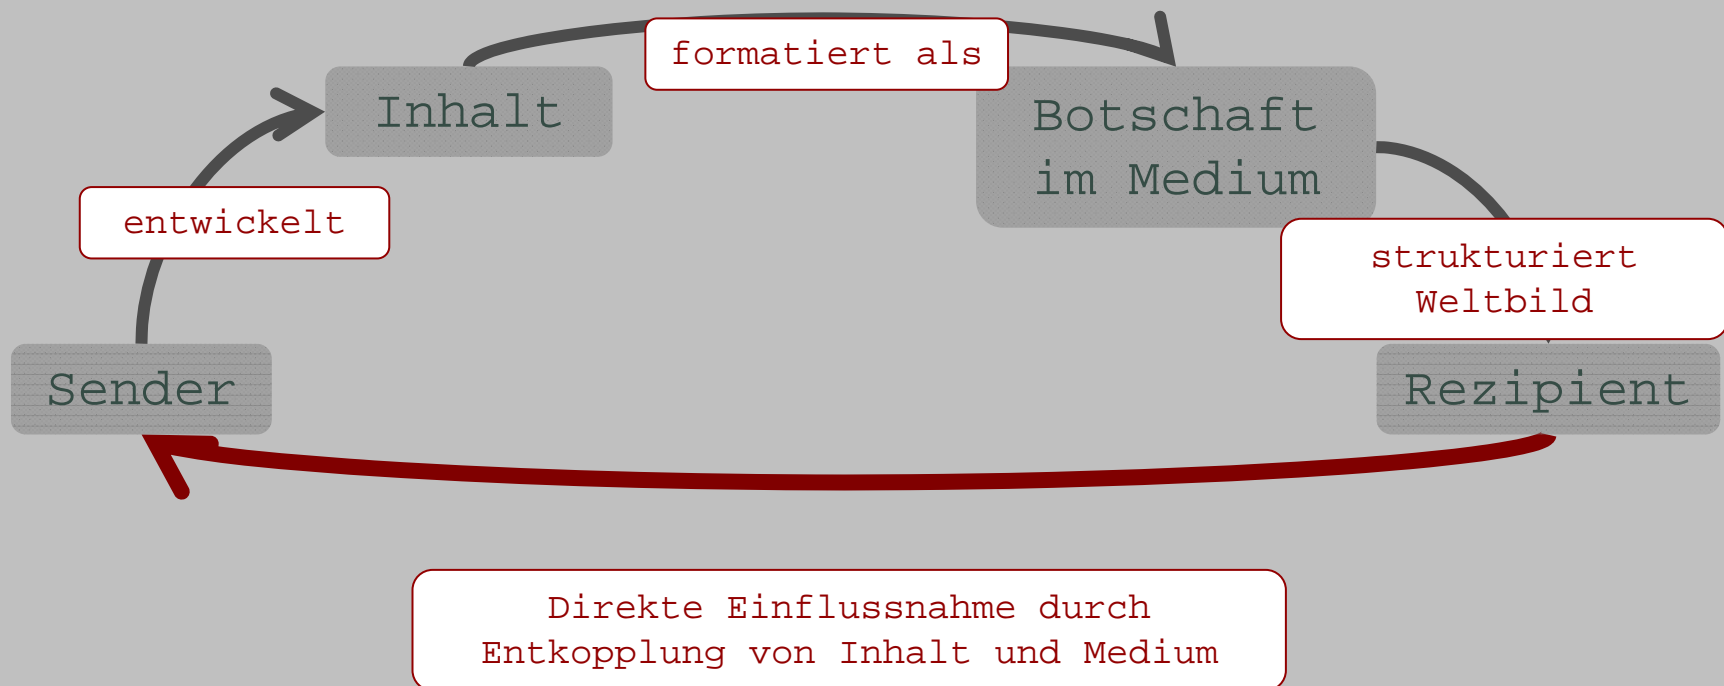 formatiert als
Inhalt
Botschaft
im Medium
entwickelt
strukturiert
Weltbild
Sender
Rezipient
Direkte Einflussnahme durch
Entkopplung von Inhalt und Medium